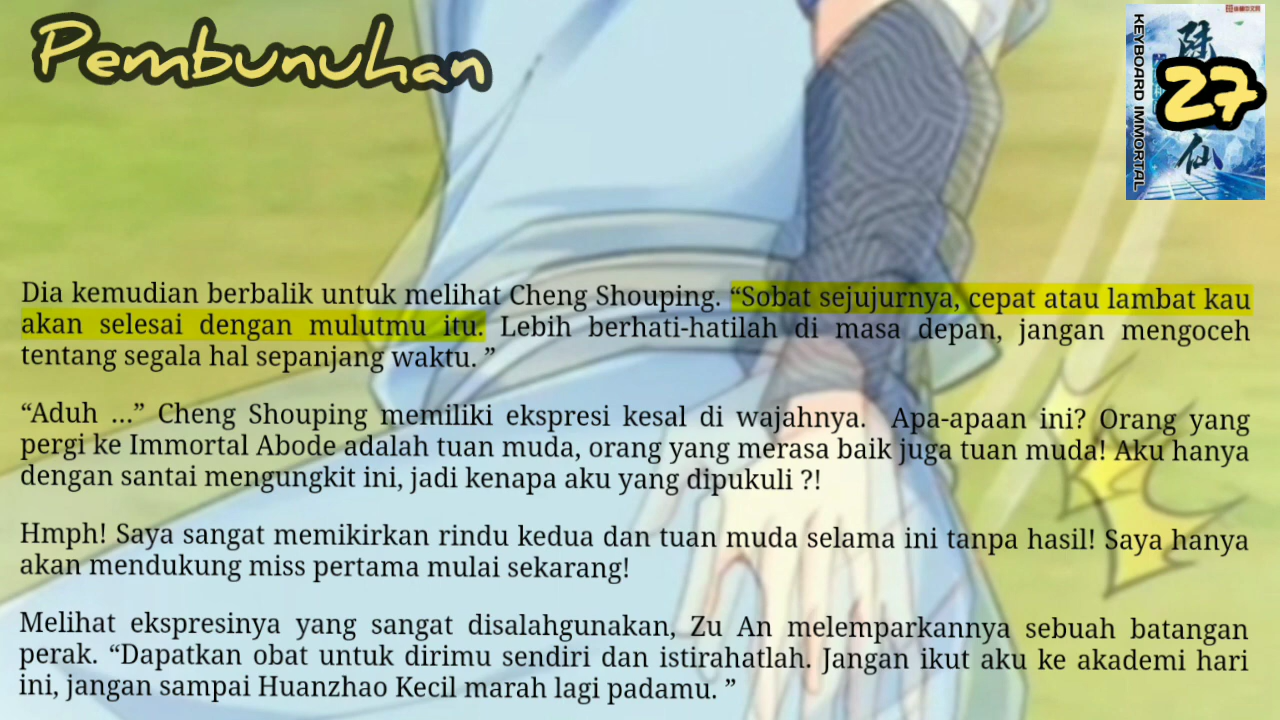 Pembunuhan
KEYBOARD IMMORTAL
27
仙
Dia kemudian berbalik untuk melihat Cheng Shouping. “Sobat sejujurnya, cepat atau lambat kau
akan selesai dengan mulutmu itu. Lebih berhati-hatilah di masa depan, jangan mengoceh
tentang segala hal sepanjang waktu. ”
“Aduh ...” Cheng Shouping memiliki ekspresi kesal di wajahnya. Apa-apaan ini? Orang yang
pergi ke Immortal Abode adalah tuan muda, orang yang merasa baik juga tuan muda! Aku hanya
dengan santai mengungkit ini, jadi kenapa aku yang dipukuli ?!
Hmph! Saya sangat memikirkan rindu kedua dan tuan muda selama ini tanpa hasil! Saya hanya
akan mendukung miss pertama mulai sekarang!
Melihat ekspresinya yang sangat disalahgunakan, Zu An melemparkannya sebuah batangan
perak. “Dapatkan obat untuk dirimu sendiri dan istirahatlah. Jangan ikut aku ke akademi hari
ini, jangan sampai Huanzhao Kecil marah lagi padamu. ”